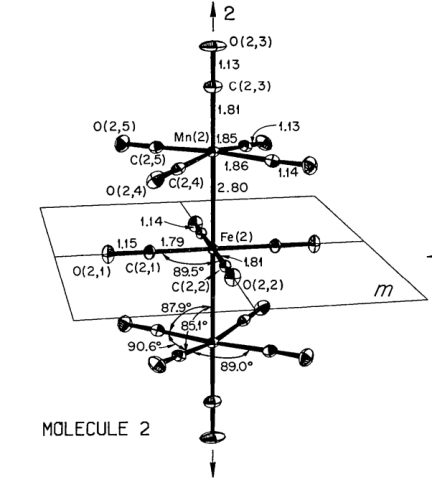 2
O(2,3)
1.13
C(2,3)
1.81
O(2,5)
Mn(2)
1.85
1.13
C(2,5)
1.86
1.14
O(2,4)
C(2,4)
2.80
1.14
Fe(2)
1.15
1.79
O(2,1)
C(2,1)
89.5°
1.81
C(2,2)
O(2,2)
m
87.9°
85.1°
90.6°
89.0°
MOLECULE 2